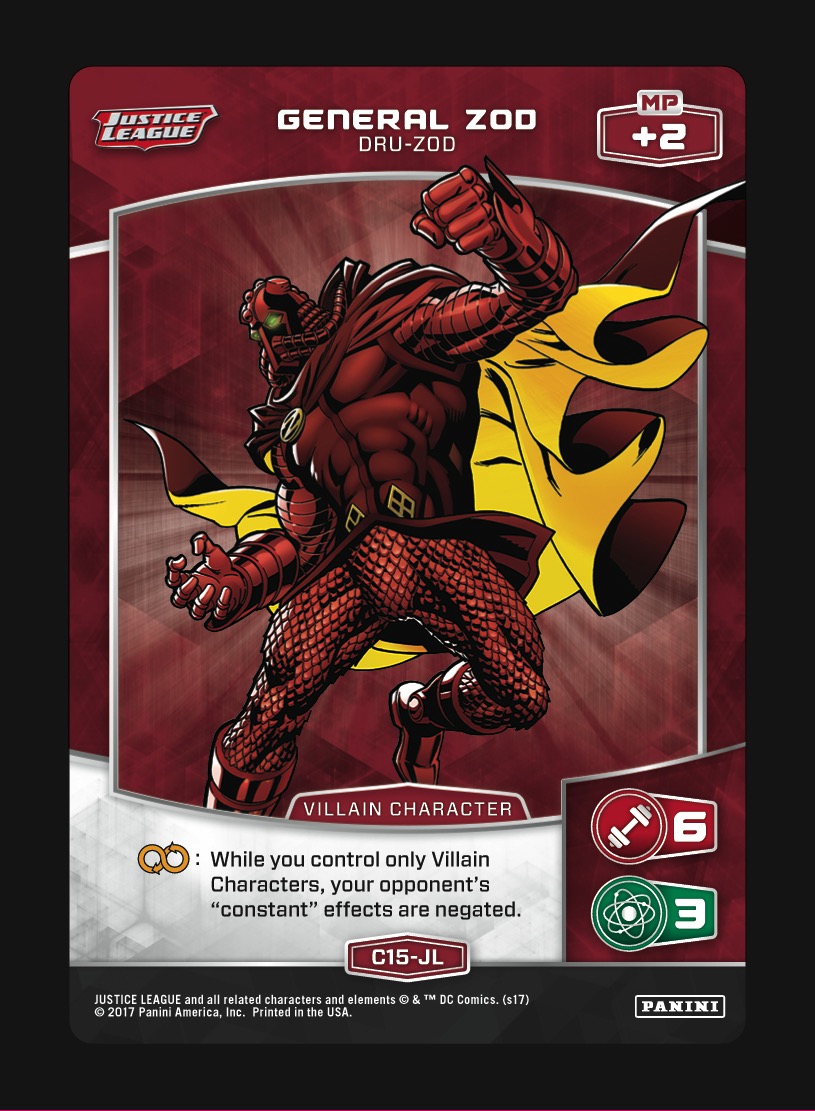 JUSTICE
LEAGUE
GENERAL ZOD
DRU-ZOD
MP
+2
VILLAIN CHARACTER
: While you control only Villain
Characters, your opponent's
“constant” effects are negated.
6
3
C15-JL
JUSTICE LEAGUE and all related characters and elements © & ™ DC Comics. (s17)
© 2017 Panini America, Inc. Printed in the USA.
PANINI